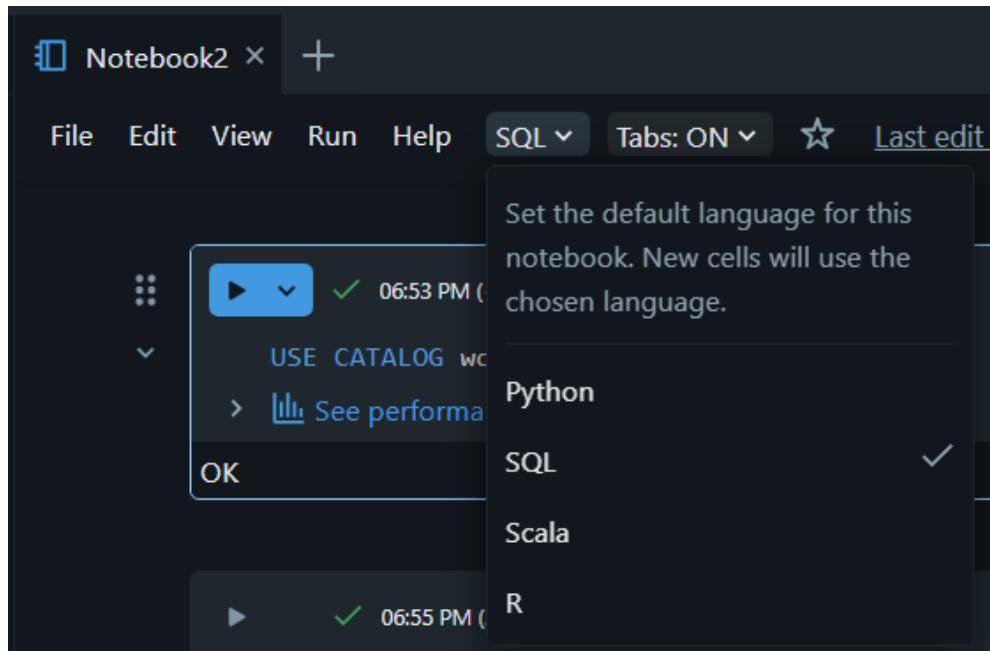 Notebook2
File Edit View Run Help SQL Tabs: ON Last edit
Set the default language for this
notebook. New cells will use the
chosen language.
06:53 PM (
USE CATALOG
See performa
OK
Python
SQL
Scala
R
06:55 PM (